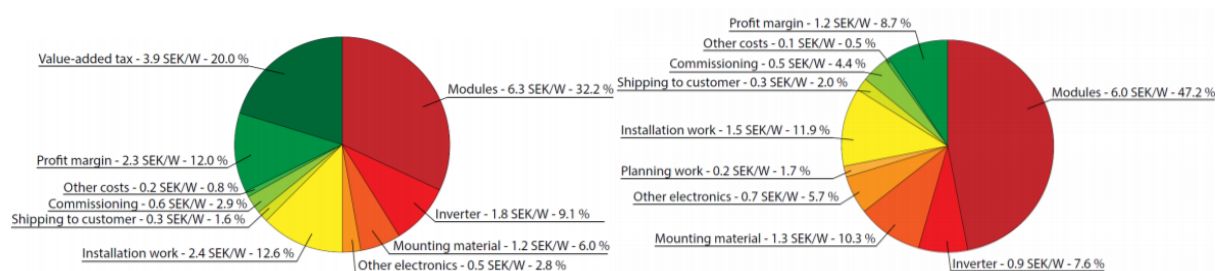 Value-added tax - 3.9 SEK/W - 20.0 %
Modules - 6.3 SEK/W - 32.2 %
Profit margin - 2.3 SEK/W - 12.0 %
Other costs - 0.2 SEK/W - 0.8 %
Commissioning - 0.6 SEK/W - 2.9 %
Shipping to customer - 0.3 SEK/W - 1.6 %
Installation work - 2.4 SEK/W - 12.6 %
Inverter - 1.8 SEK/W - 9.1 %
Mounting material - 1.2 SEK/W - 6.0 %
Other electronics - 0.5 SEK/W - 2.8 %
Profit margin - 1.2 SEK/W - 8.7 %
Other costs - 0.1 SEK/W - 0.5 %
Commissioning - 0.5 SEK/W - 4.4 %
Shipping to customer - 0.3 SEK/W - 2.0 %
Modules - 6.0 SEK/W - 47.2 %
Installation work - 1.5 SEK/W - 11.9 %
Planning work - 0.2 SEK/W - 1.7 %
Other electronics - 0.7 SEK/W - 5.7 %
Mounting material - 1.3 SEK/W - 10.3 %
Inverter - 0.9 SEK/W - 7.6 %